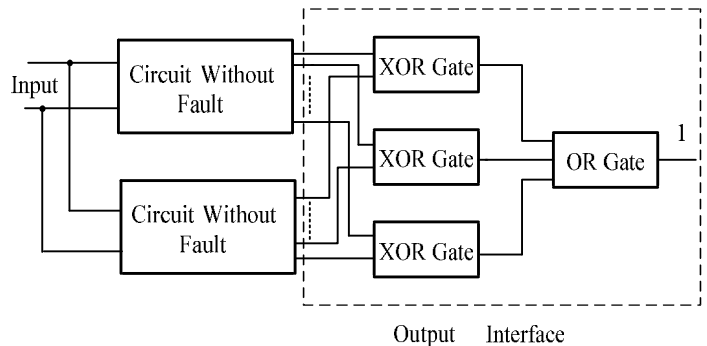 Input
Circuit Without
Fault
Circuit Without
Fault
XOR Gate
XOR Gate
XOR Gate
OR Gate
1
Output Interface